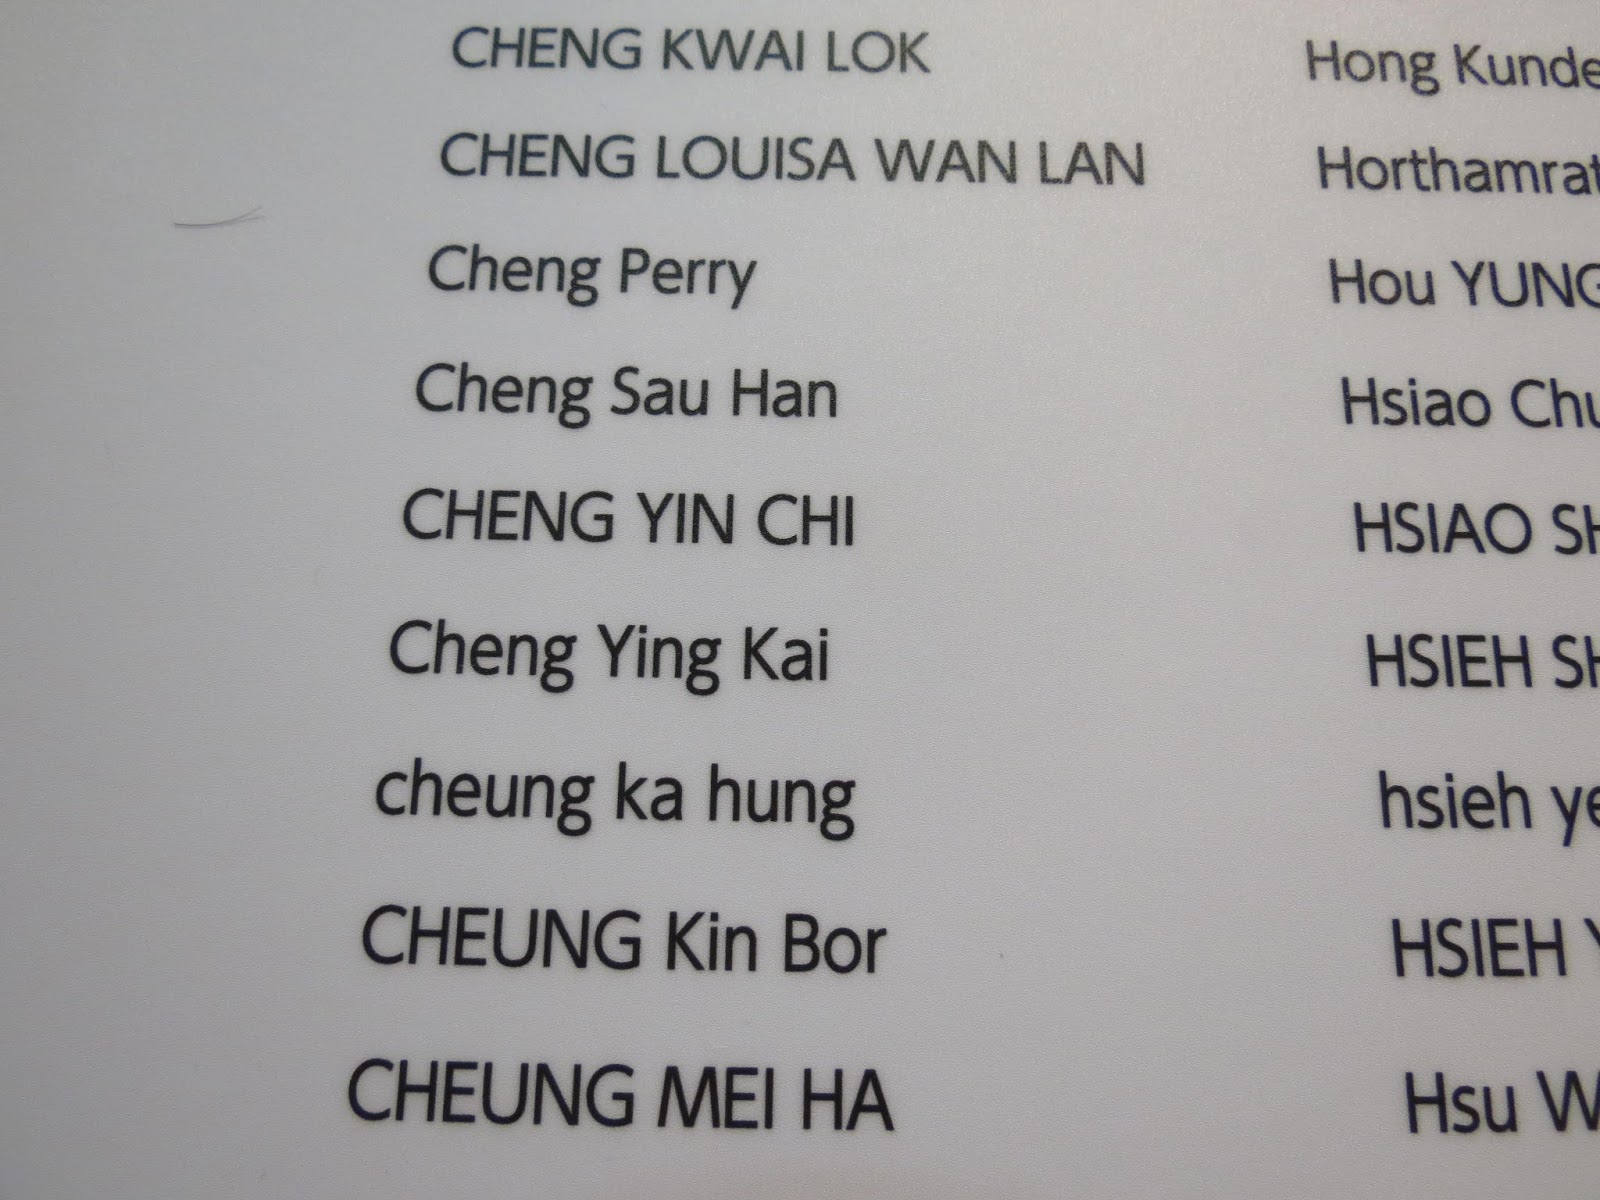 CHENG KWAI LOK
CHENG LOUISA WAN LAN
Cheng Perry
Cheng Sau Han
CHENG YIN CHI
Cheng Ying Kai
cheung ka hung
CHEUNG Kin Bor
CHEUNG MEI HA
Hong
Hou
Hsiao
HSIAO
HSIEH
hsieh
HSIEH
Hsu